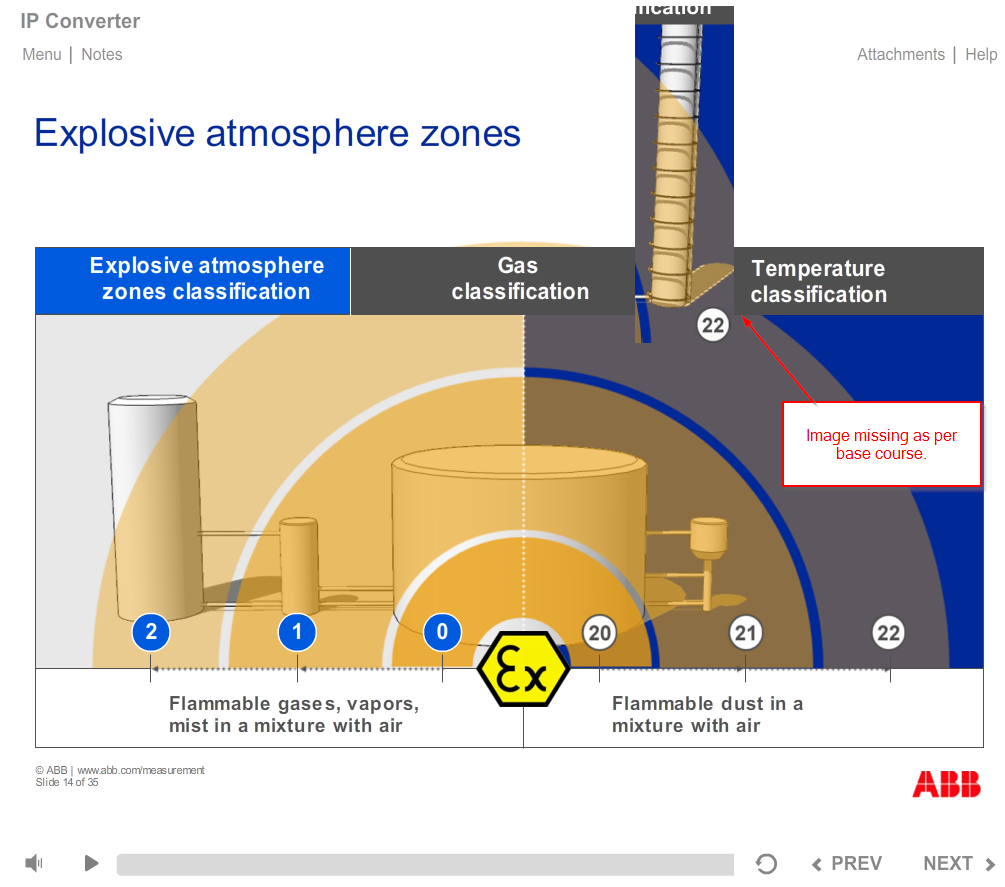 IP Converter
Menu | Notes
Attachments | Help
Explosive atmosphere zones
Explosive atmosphere
zones classification
Gas
classification
Temperature
classification
22
Image missing as per
base course.
2
1
0
20
21
22
Ex
Flammable gases, vapors,
mist in a mixture with air
Flammable dust in a
mixture with air
© ABB | www.abb.com/measurement
Slide 14 of 35
ABB
PREV
NEXT